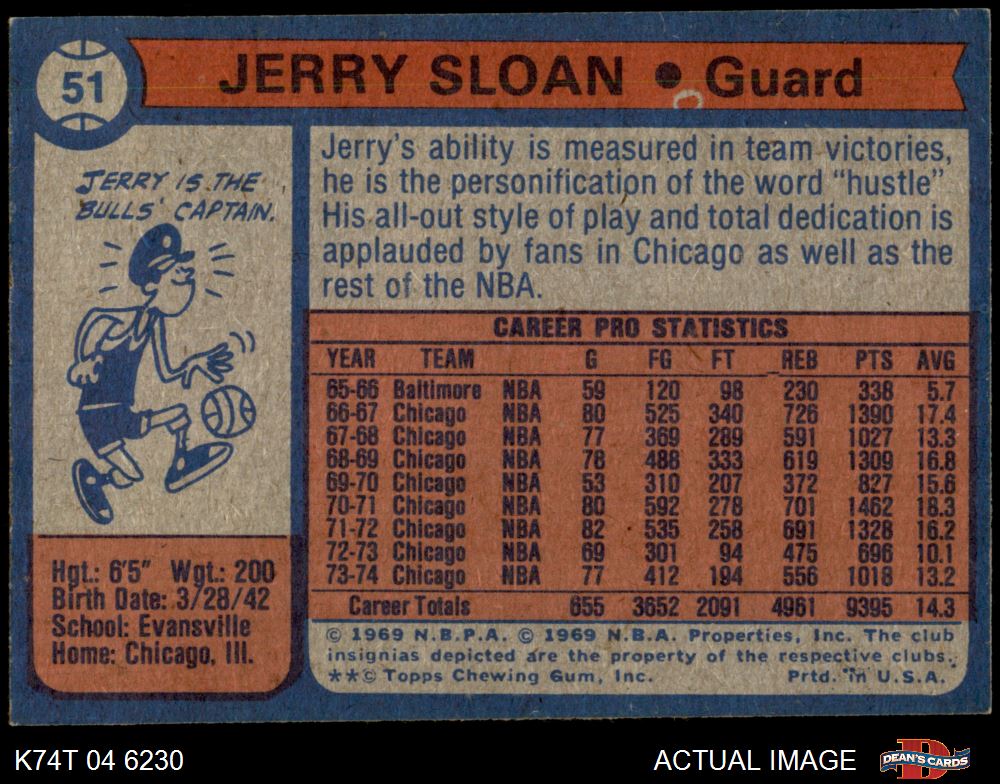 51
JERRY SLOAN • Guard
JERRY IS THE
BULLS' CAPTAIN.
Jerry's ability is measured in team victories,
he is the personification of the word "hustle"
His all-out style of play and total dedication is
applauded by fans in Chicago as well as the
rest of the NBA.
CAREER PRO STATISTICS
YEAR TEAM G FG FT REB PTS AVG
65-66 Baltimore NBA 59 120 98 230 338 5.7
66-67 Chicago NBA 80 525 340 726 1390 17.4
67-68 Chicago NBA 77 369 289 591 1027 13.3
68-69 Chicago NBA 78 488 333 619 1309 16.8
69-70 Chicago NBA 53 310 207 372 827 15.6
70-71 Chicago NBA 80 592 278 701 1462 18.3
71-72 Chicago NBA 82 535 258 691 1328 16.2
72-73 Chicago NBA 69 301 94 475 696 10.1
73-74 Chicago NBA 77 412 194 556 1018 13.2
Career Totals 655 3652 2091 4961 9395 14.3
Hgt.: 6'5" Wgt.: 200
Birth Date: 3/28/42
School: Evansville
Home: Chicago, Ill.
© 1969 N.B.P.A. © 1969 N.B.A. Properties, Inc. The club
insignias depicted are the property of the respective clubs.
**© Topps Chewing Gum, Inc. Prtd. in U.S.A.
K74T 04 6230
ACTUAL IMAGE
D
DEAN'S CARDS